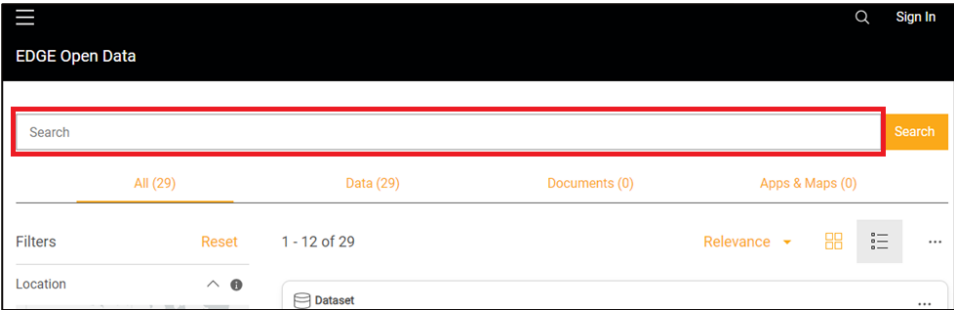 Sign In
EDGE Open Data
Search Search
All (29) Data (29) Documents (0) Apps & Maps (0)
Filters Reset 1 - 12 of 29 Relevance
Location
Dataset